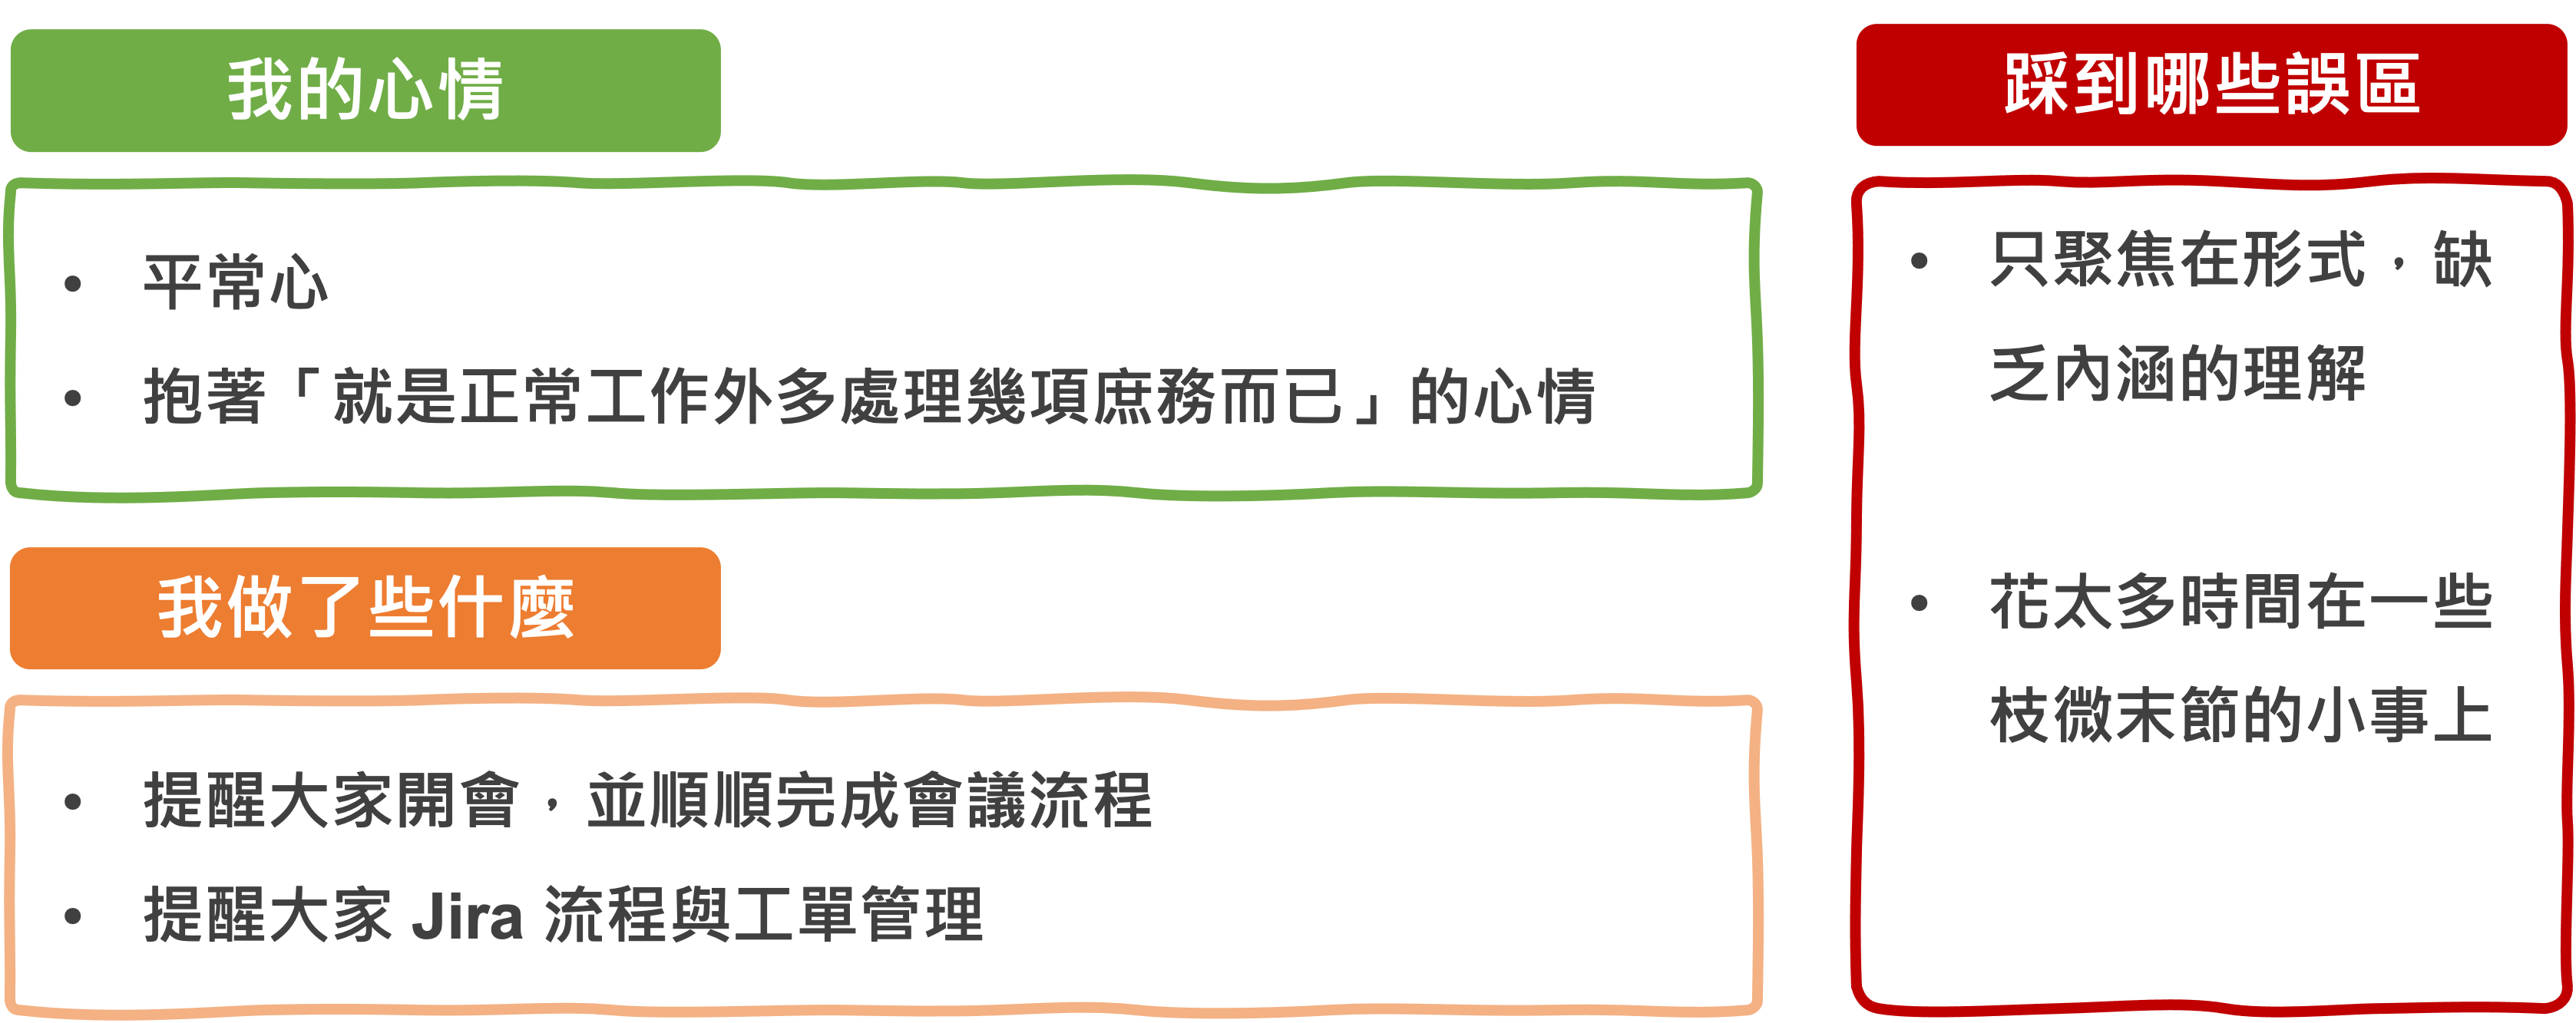 我的心情
• 平常心
• 抱著「就是正常工作外多處理幾項庶務而已」的心情
我做了些什麼
• 提醒大家開會，並順順完成會議流程
• 提醒大家 Jira 流程與工單管理
踩到哪些誤區
• 只聚焦在形式，缺
乏內涵的理解
• 花太多時間在一些
枝微末節的小事上